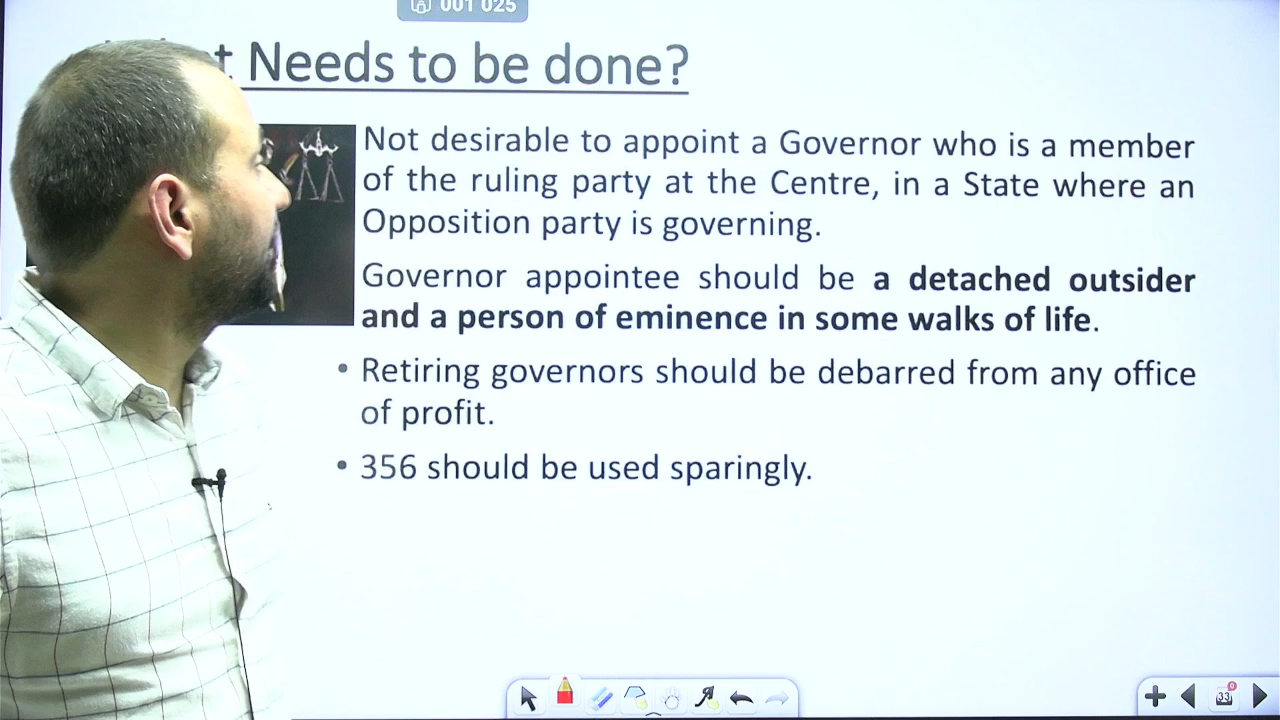 001 025
Needs to be done?
Not desirable to appoint a Governor who is a member
of the ruling party at the Centre, in a State where an
Opposition party is governing.
Governor appointee should be a detached outsider
and a person of eminence in some walks of life.
• Retiring governors should be debarred from any office
of profit.
• 356 should be used sparingly.
33